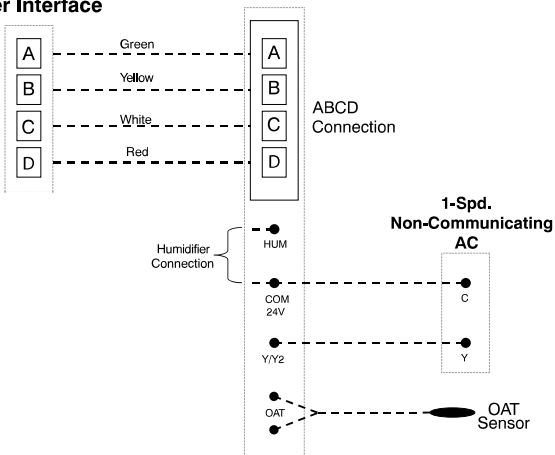 er Interface
A
Green
A
B
Yellow
B
C
White
C
D
Red
D
ABCD
Connection
1-Spd.
Non-Communicating
AC
HUM
Humidifier
Connection
COM
24V
C
Y/Y2
Y
OAT
OAT
Sensor